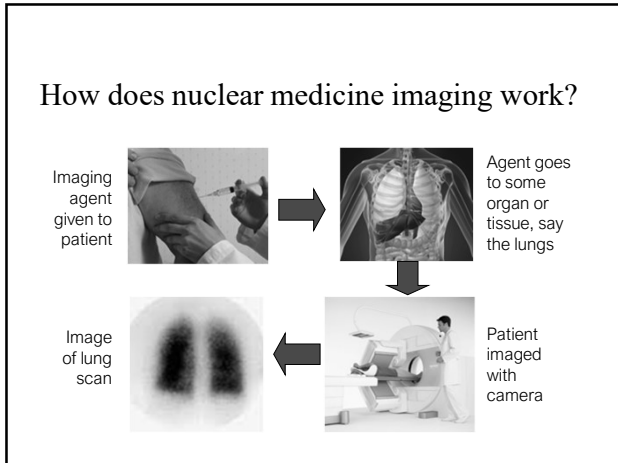 How does nuclear medicine imaging work?
Imaging
agent
given to
patient
Agent goes
to some
organ or
tissue, say
the lungs
Patient
imaged
with
camera
Image
of lung
scan